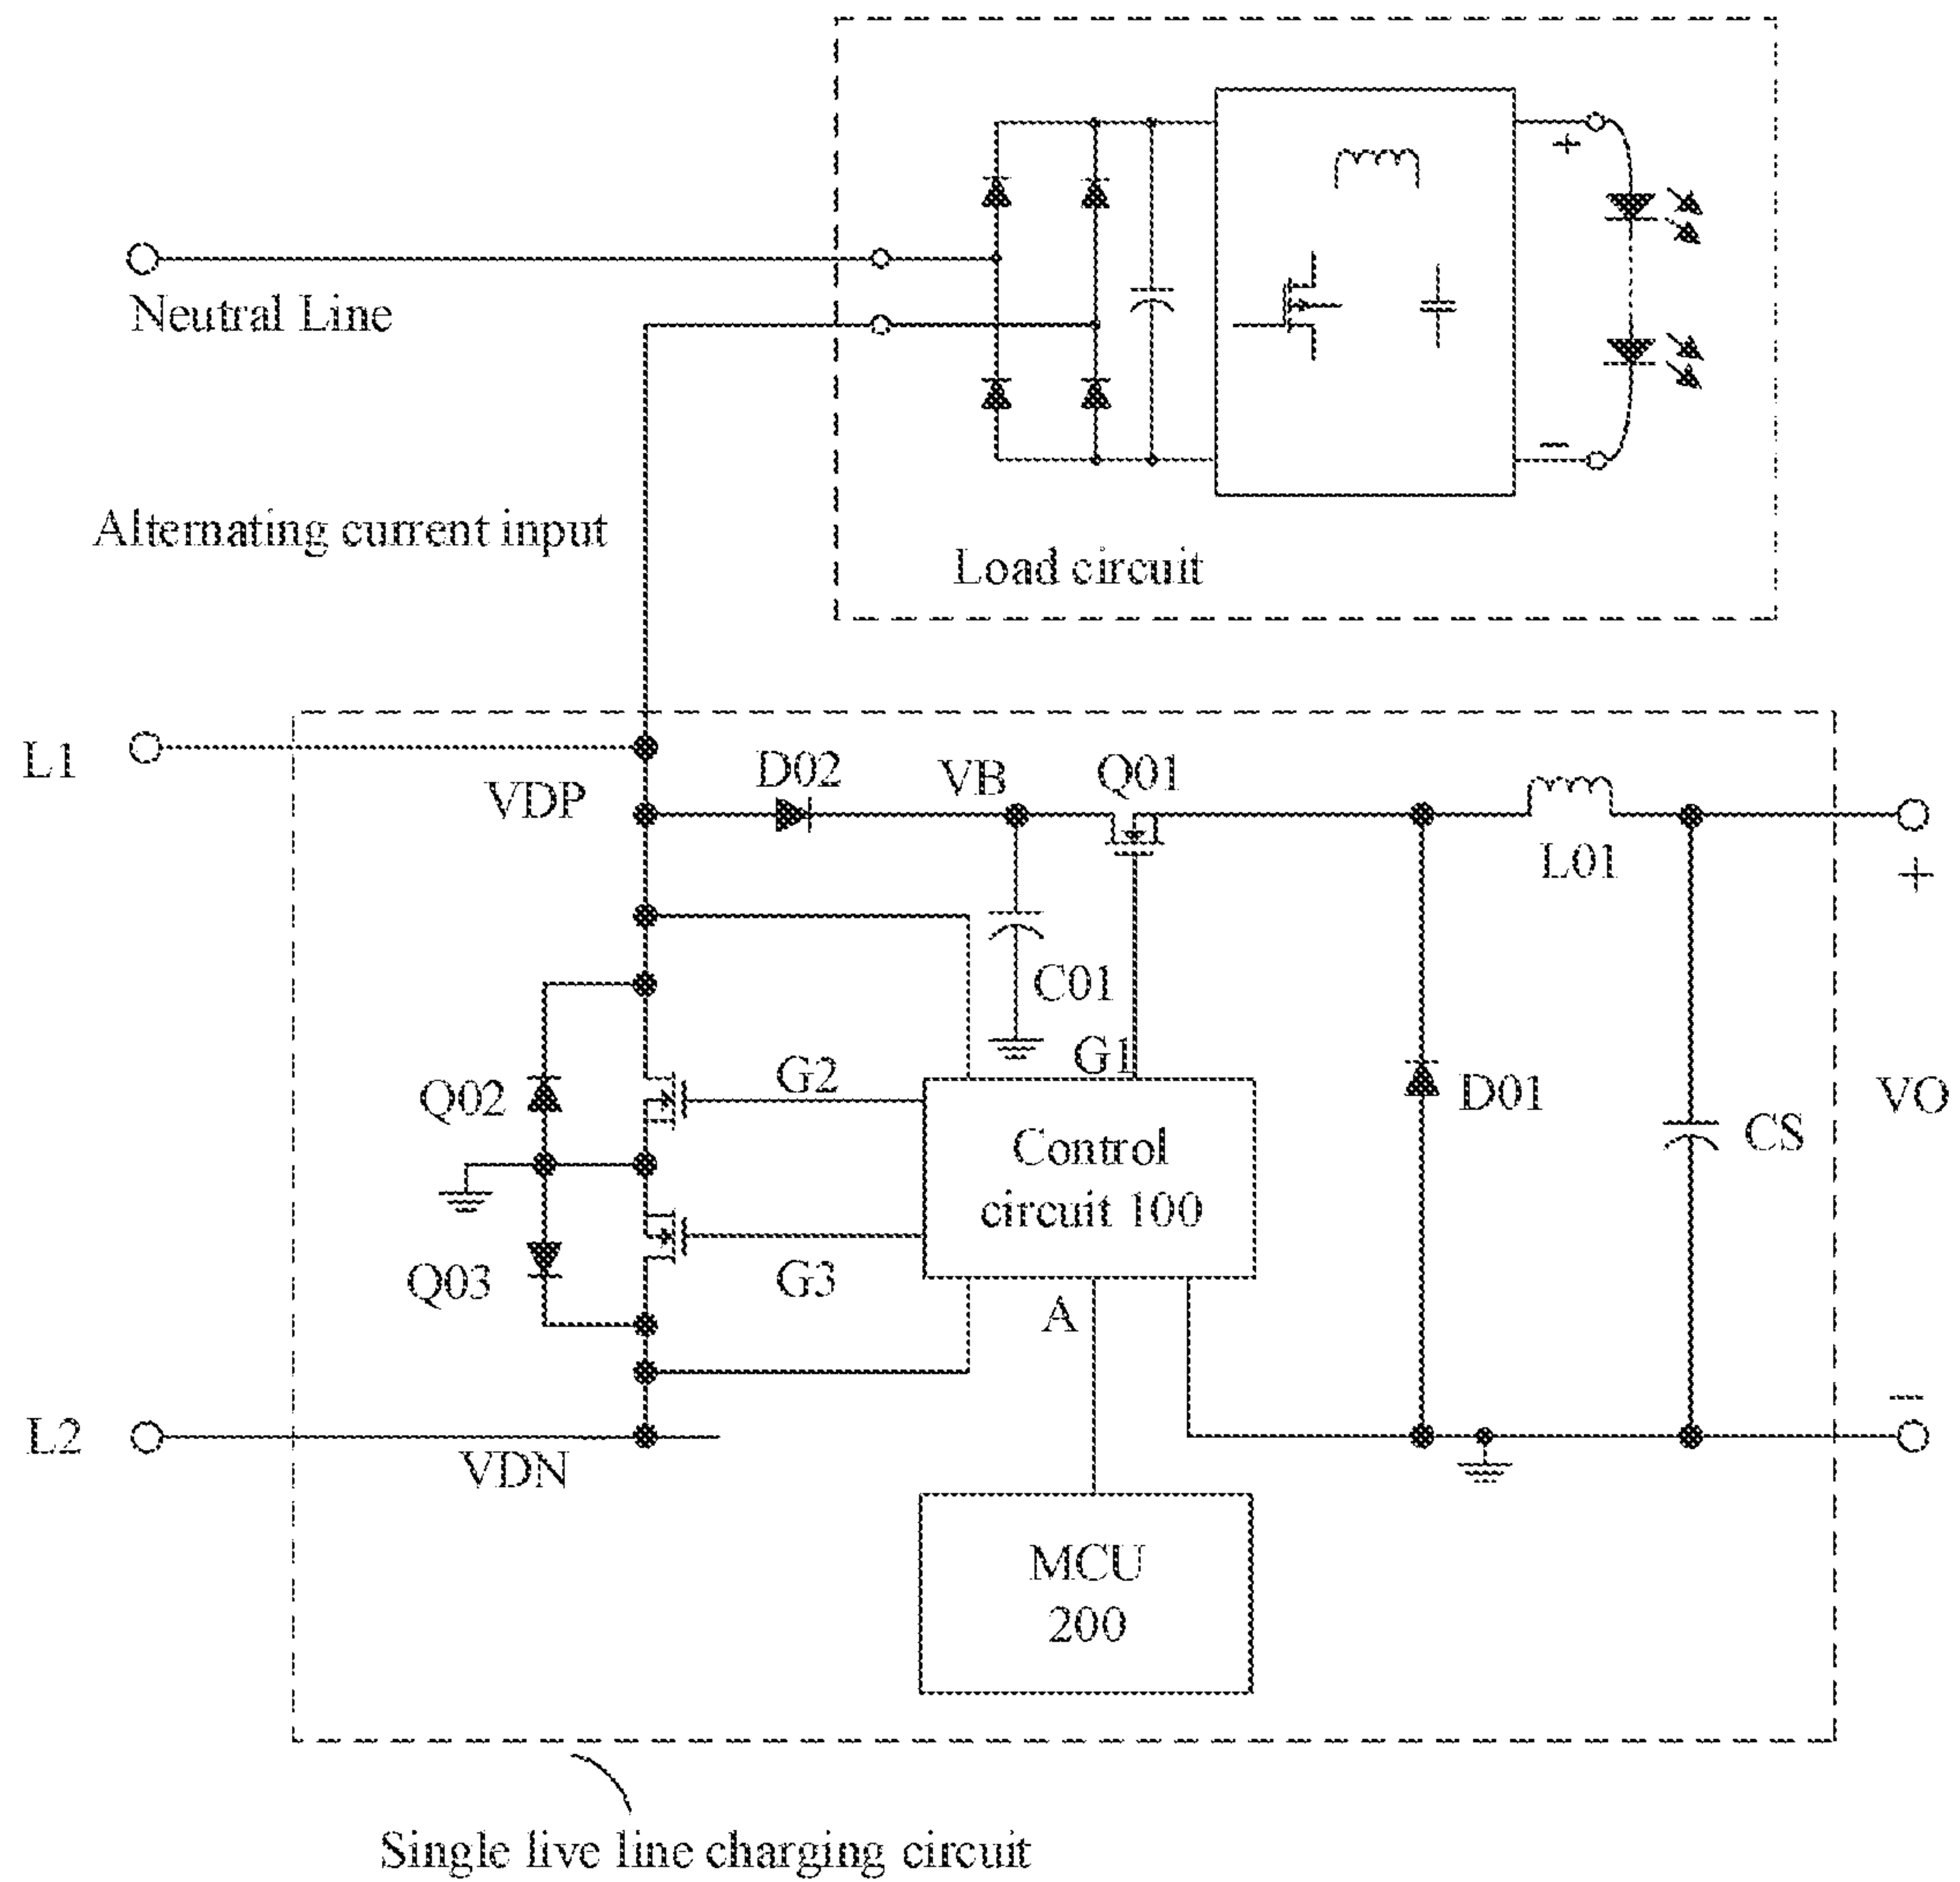 Neutral Line
+
−
Alternating current input
Load circuit
L1
VDP
D02
VB
Q01
L01
+
C01
G1
Q02
G2
D01
VO
Control
circuit 100
CS
Q03
G3
A
L2
VDN
−
MCU
200
Single live line charging circuit